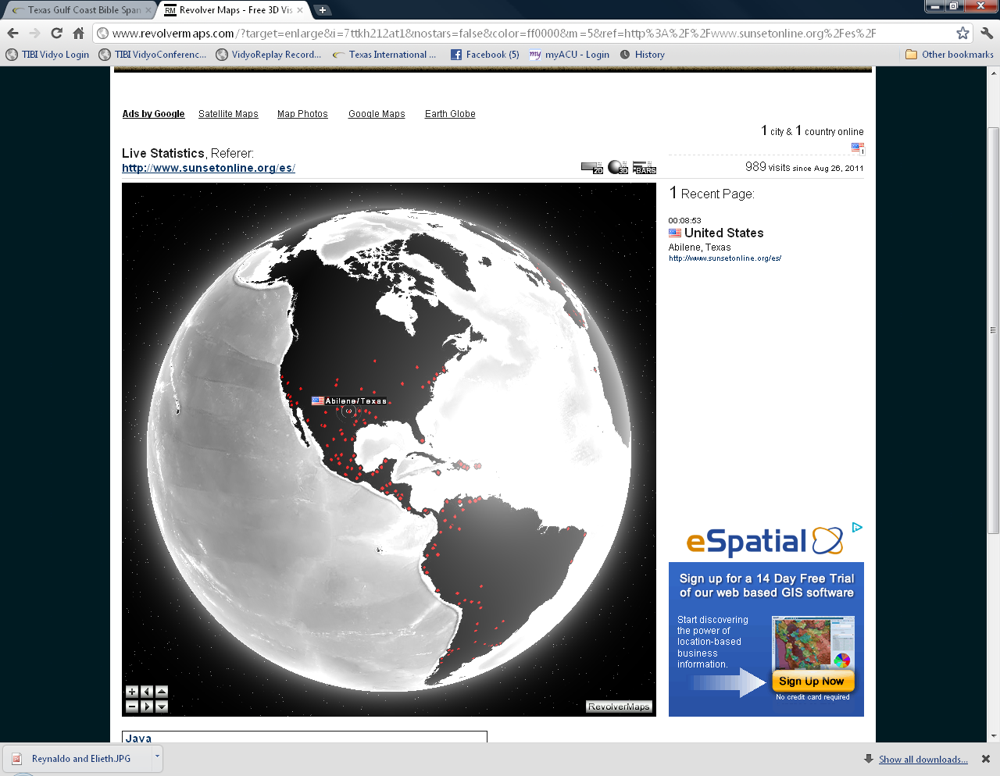 Texas Gulf Coast Bible Span
Revolver Maps - Free 3D Vis
www.revolvermaps.com/?target=enlarge&i=7ttkh212at1&nostars=false&color=ff0000&m=5&ref=http%3A%2F%2Fwww.sunsetonline.org%2Fes%2F
TIBI Vidyo Login
TIBI VidyoConferenc...
VidyoReplay Record...
Texas International ...
Facebook (5)
my myACU - Login
History
Other bookmarks
Ads by Google
Satellite Maps
Map Photos
Google Maps
Earth Globe
1 city & 1 country online
1
Live Statistics, Referer:
http://www.sunsetonline.org/es/
2D
3D
BARS
989 visits since Aug 26, 2011
1 Recent Page:
00:08:53
United States
Abilene, Texas
http://www.sunsetonline.org/es/
Abilene/Texas
eSpatial
Sign up for a 14 Day Free Trial
of our web based GIS software
Start discovering
the power of
location-based
business
information.
Sign Up Now
No credit card required
RevolverMaps
Java
Reynaldo and Elieth.JPG
Show all downloads...